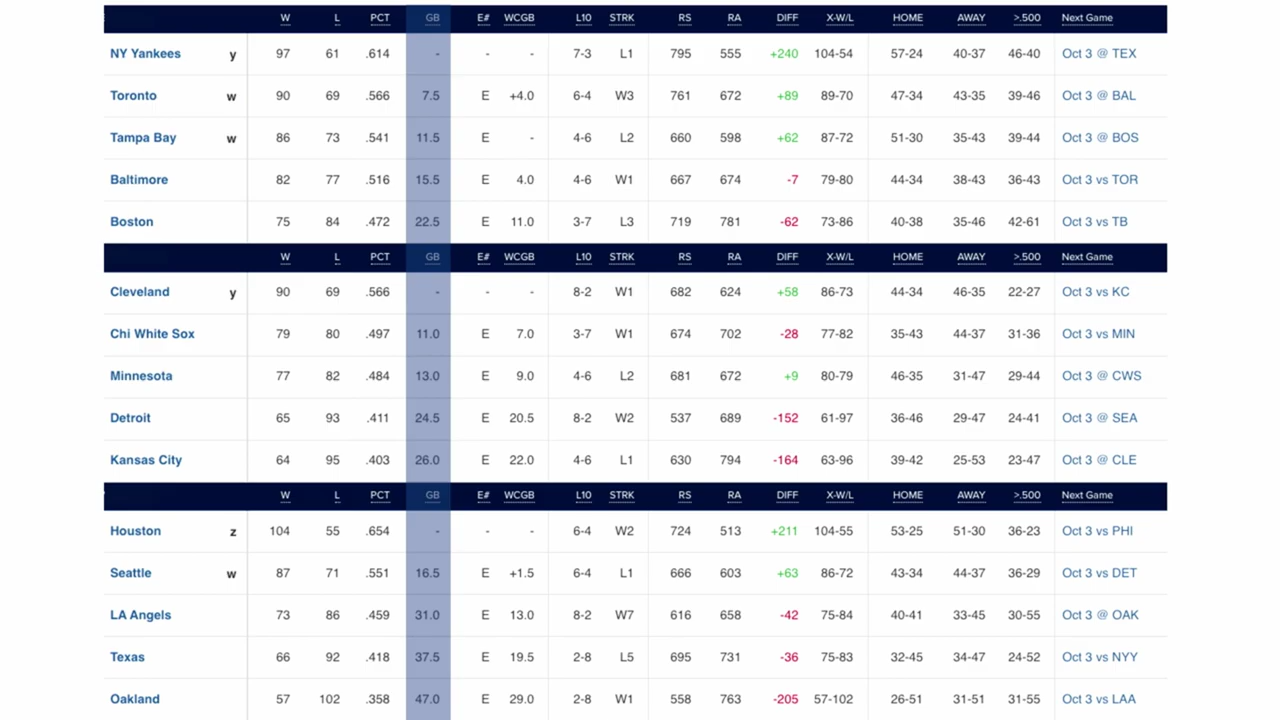 W L PCT GB E# WCGB L10 STRK RS RA DIFF X-W/L HOME AWAY >.500 Next Game
NY Yankees y 97 61 .614 - - - 7-3 L1 795 555 +240 104-54 57-24 40-37 46-40 Oct 3 @ TEX
Toronto w 90 69 .566 7.5 E +4.0 6-4 W3 761 672 +89 89-70 47-34 43-35 39-46 Oct 3 @ BAL
Tampa Bay w 86 73 .541 11.5 E - 4-6 L2 660 598 +62 87-72 51-30 35-43 39-44 Oct 3 @ BOS
Baltimore 82 77 .516 15.5 E 4.0 4-6 W1 667 674 -7 79-80 44-34 38-43 36-43 Oct 3 vs TOR
Boston 75 84 .472 22.5 E 11.0 3-7 L3 719 781 -62 73-86 40-38 35-46 42-61 Oct 3 vs TB
W L PCT GB E# WCGB L10 STRK RS RA DIFF X-W/L HOME AWAY >.500 Next Game
Cleveland y 90 69 .566 - - - 8-2 W1 682 624 +58 86-73 44-34 46-35 22-27 Oct 3 vs KC
Chi White Sox 79 80 .497 11.0 E 7.0 3-7 W1 674 702 -28 77-82 35-43 44-37 31-36 Oct 3 vs MIN
Minnesota 77 82 .484 13.0 E 9.0 4-6 L2 681 672 +9 80-79 46-35 31-47 29-44 Oct 3 @ CWS
Detroit 65 93 .411 24.5 E 20.5 8-2 W2 537 689 -152 61-97 36-46 29-47 24-41 Oct 3 @ SEA
Kansas City 64 95 .403 26.0 E 22.0 4-6 L1 630 794 -164 63-96 39-42 25-53 23-47 Oct 3 @ CLE
W L PCT GB E# WCGB L10 STRK RS RA DIFF X-W/L HOME AWAY >.500 Next Game
Houston z 104 55 .654 - - - 6-4 W2 724 513 +211 104-55 53-25 51-30 36-23 Oct 3 vs PHI
Seattle w 87 71 .551 16.5 E +1.5 6-4 L1 666 603 +63 86-72 43-34 44-37 36-29 Oct 3 vs DET
LA Angels 73 86 .459 31.0 E 13.0 8-2 W7 616 658 -42 75-84 40-41 33-45 30-55 Oct 3 @ OAK
Texas 66 92 .418 37.5 E 19.5 2-8 L5 695 731 -36 75-83 32-45 34-47 24-52 Oct 3 vs NYY
Oakland 57 102 .358 47.0 E 29.0 2-8 W1 558 763 -205 57-102 26-51 31-51 31-55 Oct 3 vs LAA